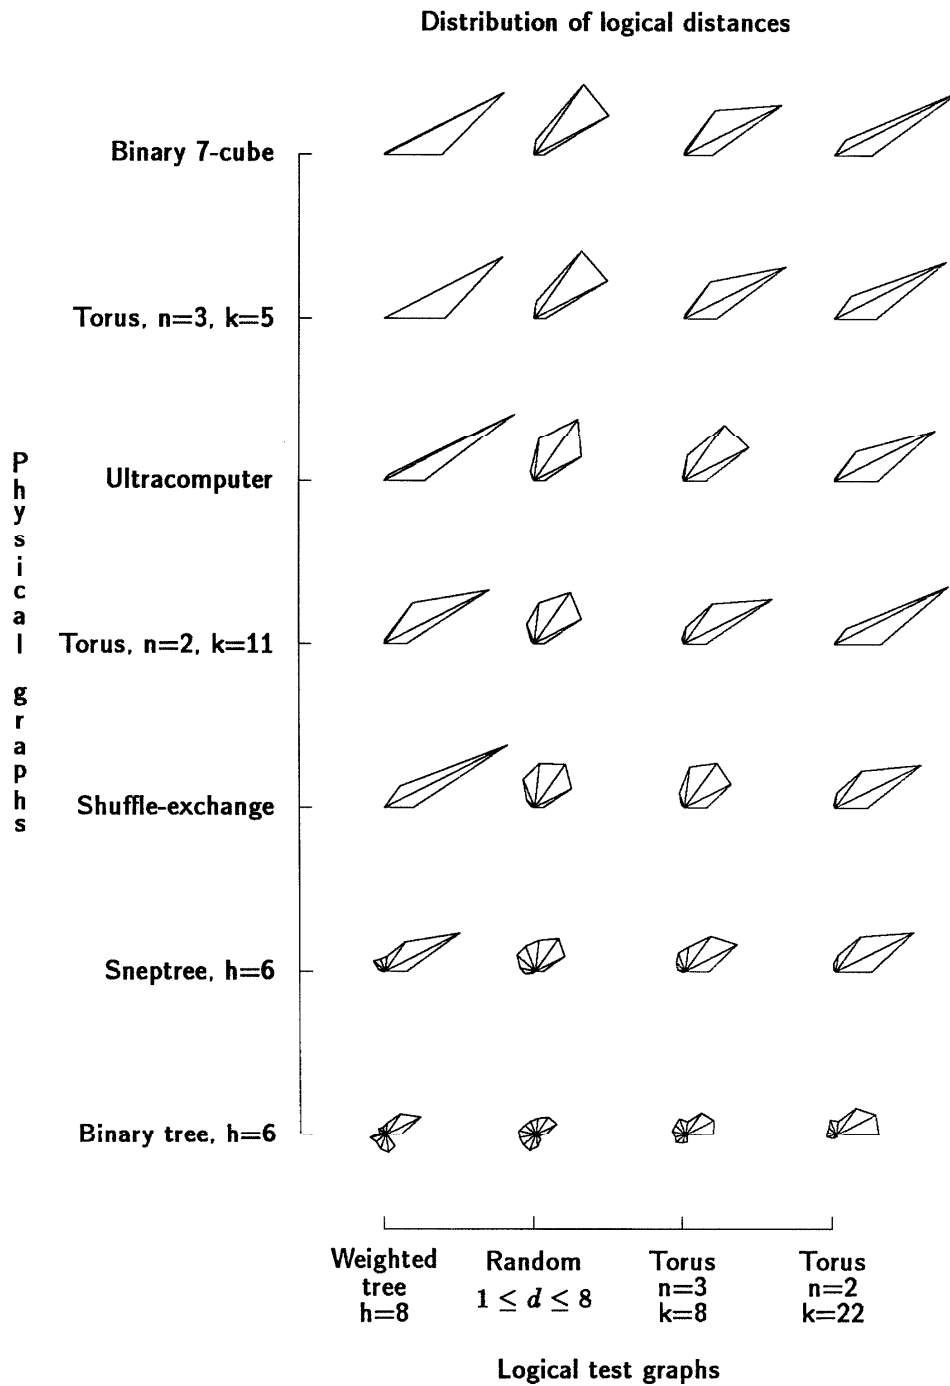 Distribution of logical distances
Binary 7-cube
Torus, n=3, k=5
Ultracomputer
Torus, n=2, k=11
Shuffle-exchange
Sneptree, h=6
Binary tree, h=6
Physical graphs
Weighted
tree
h=8
Random
1 ≤ d ≤ 8
Torus
n=3
k=8
Torus
n=2
k=22
Logical test graphs